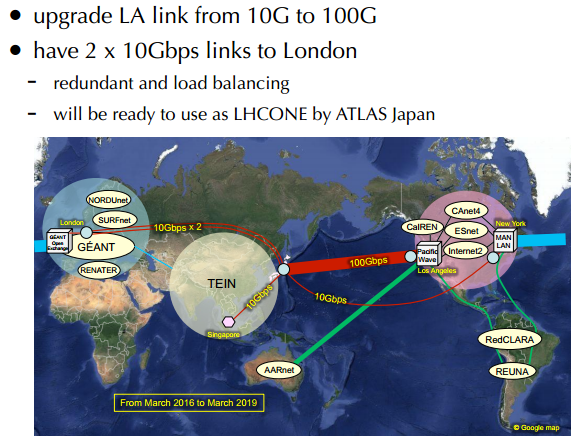 • upgrade LA link from 10G to 100G
• have 2 x 10Gbps links to London
- redundant and load balancing
- will be ready to use as LHCONE by ATLAS Japan
NORDUnet
London
SURFnet
GÉANT
Open
Exchange
GÉANT
RENATER
10Gbps x 2
TEIN
10Gbps
Singapore
100Gbps
10Gbps
CAnet4
CalREN
ESnet
New York
MAN
LAN
Pacific
Wave
Internet2
Los Angeles
AARnet
RedCLARA
REUNA
From March 2016 to March 2019
© Google map